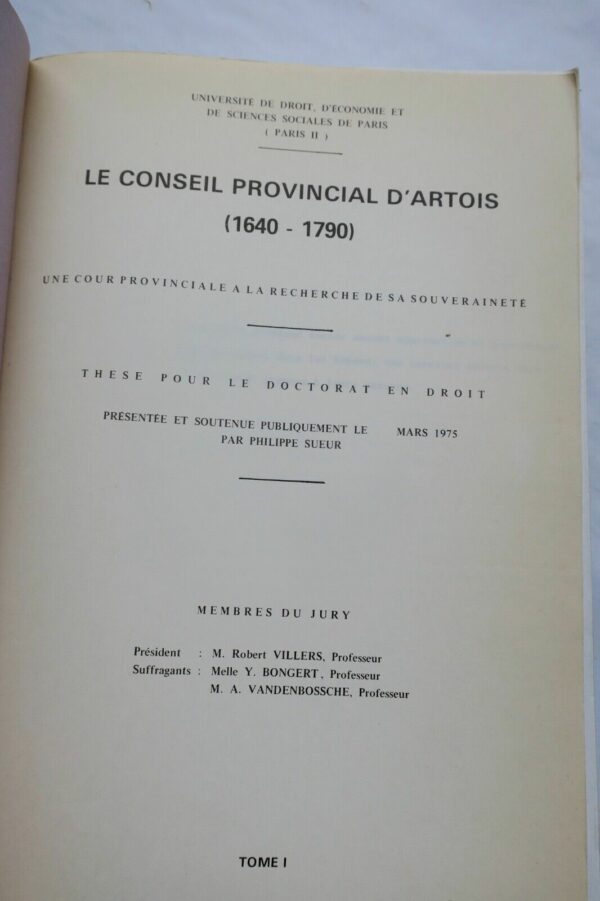 UNIVERSITÉ DE DROIT, D'ÉCONOMIE ET
DE SCIENCES SOCIALES DE PARIS
( PARIS II )
LE CONSEIL PROVINCIAL D'ARTOIS
(1640 - 1790)
UNE COUR PROVINCIALE A LA RECHERCHE DE SA SOUVERAINETÉ
THESE POUR LE DOCTORAT EN DROIT
PRÉSENTÉE ET SOUTENUE PUBLIQUEMENT LE MARS 1975
PAR PHILIPPE SUEUR
MEMBRES DU JURY
Président : M. Robert VILLERS, Professeur
Suffragants : Melle Y. BONGERT, Professeur
M. A. VANDENBOSSCHE, Professeur
TOME I